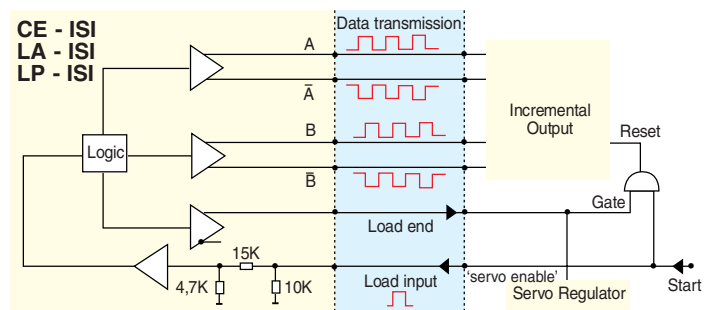 CE - ISI
LA - ISI
LP - ISI
Data transmission
A
A̅
B
B̅
Logic
Incremental
Output
Reset
Gate
Load end
15K
4,7K
10K
Load input
'servo enable'
Servo Regulator
Start